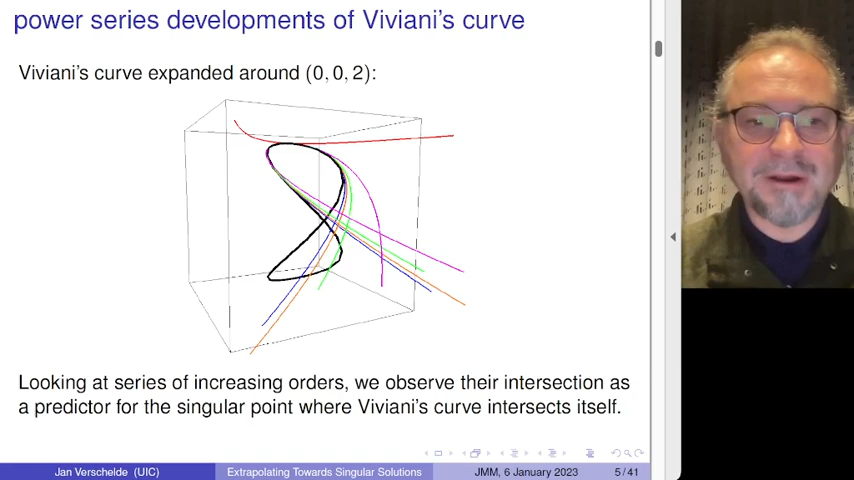 power series developments of Viviani's curve
Viviani's curve expanded around (0, 0, 2):
Looking at series of increasing orders, we observe their intersection as
a predictor for the singular point where Viviani's curve intersects itself.
Jan Verschelde (UIC) Extrapolating Towards Singular Solutions JMM, 6 January 2023 5 / 41